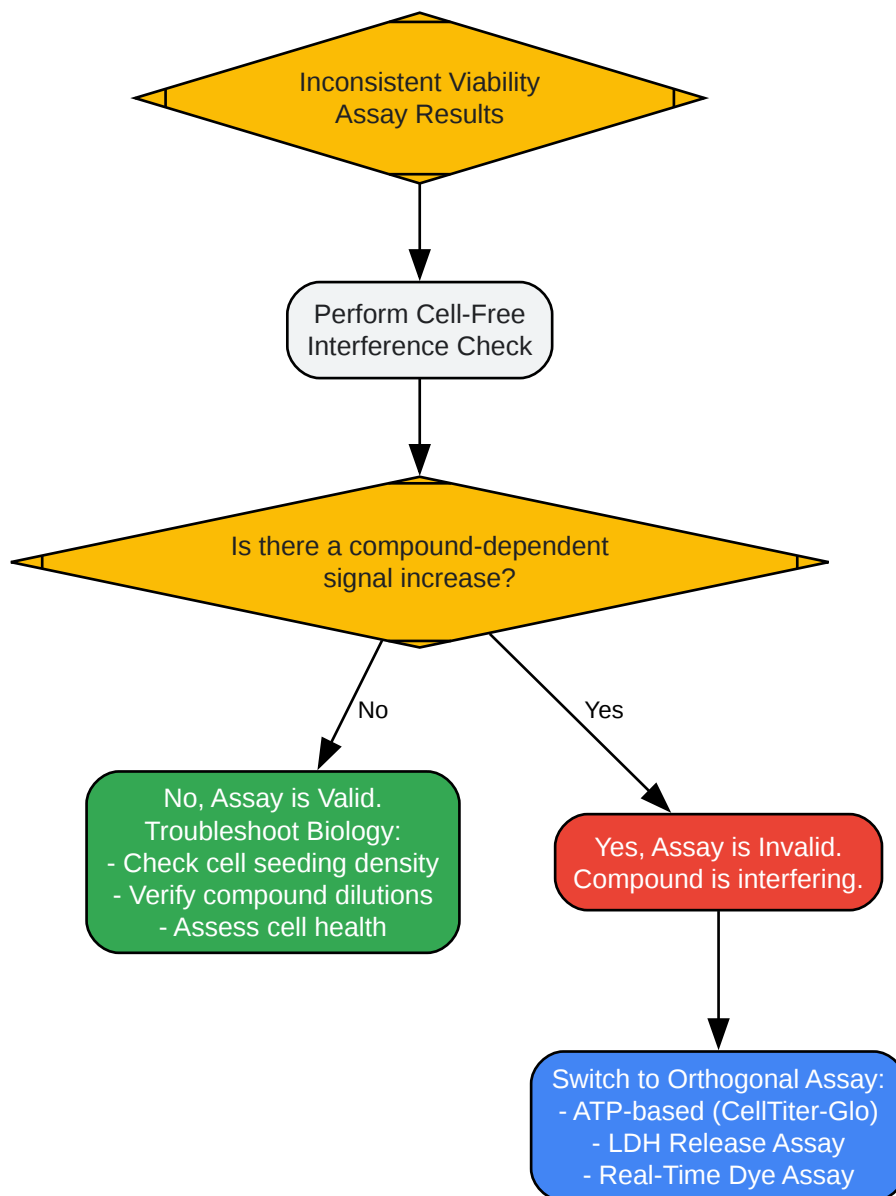 Inconsistent Viability
Assay Results
Perform Cell-Free
Interference Check
Is there a compound-dependent
signal increase?
No
Yes
No, Assay is Valid.
Troubleshoot Biology:
- Check cell seeding density
- Verify compound dilutions
- Assess cell health
Yes, Assay is Invalid.
Compound is interfering.
Switch to Orthogonal Assay:
- ATP-based (CellTiter-Glo)
- LDH Release Assay
- Real-Time Dye Assay